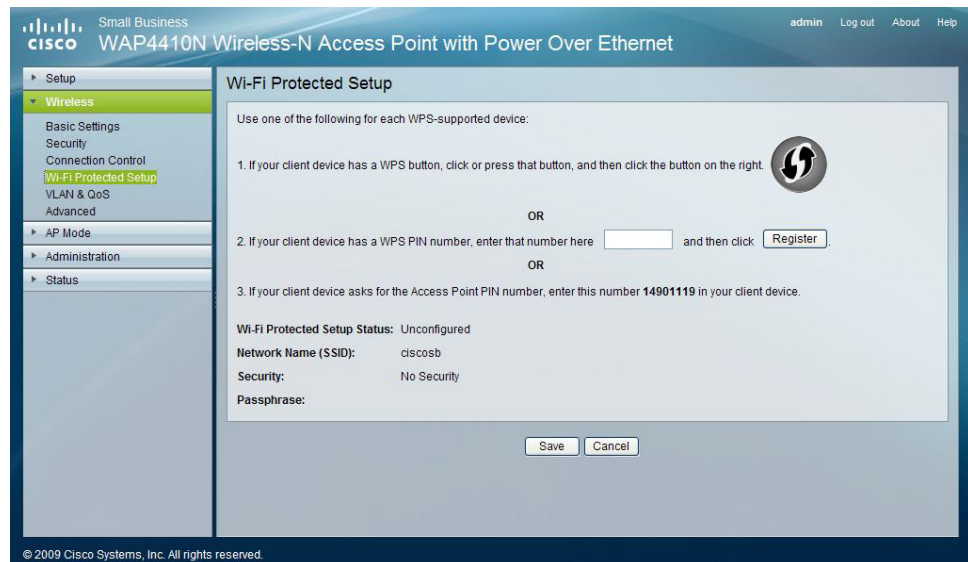 Small Business
admin Log out About Help
CISCO WAP4410N Wireless-N Access Point with Power Over Ethernet
Setup
Wireless
Basic Settings
Security
Connection Control
Wi-Fi Protected Setup
VLAN & QoS
Advanced
AP Mode
Administration
Status
Wi-Fi Protected Setup
Use one of the following for each WPS-supported device:
1. If your client device has a WPS button, click or press that button, and then click the button on the right.
OR
2. If your client device has a WPS PIN number, enter that number here and then click Register .
OR
3. If your client device asks for the Access Point PIN number, enter this number 14901119 in your client device.
Wi-Fi Protected Setup Status: Unconfigured
Network Name (SSID): ciscosb
Security: No Security
Passphrase:
Save Cancel
© 2009 Cisco Systems, Inc. All rights reserved.